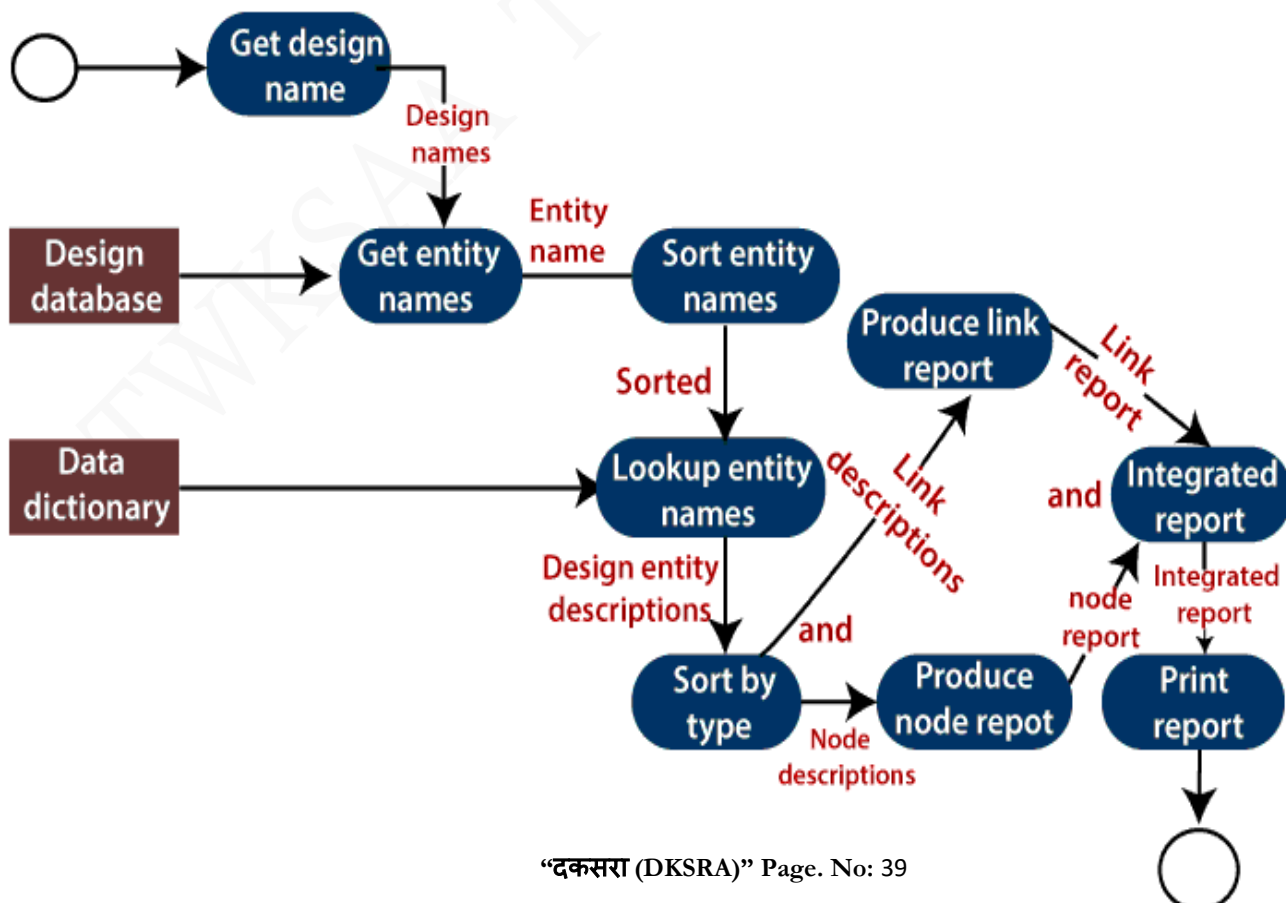 Get design
name
Design
names
Design
database
Get entity
names
Entity
name
Sort entity
names
Sorted
Data
dictionary
Lookup entity
names
Design entity
descriptions
Sort by
type
and
Link
descriptions
Produce link
report
Link
report
Node
descriptions
Produce
node repot
node
report
and
Integrated
report
Integrated
report
Print
report
“दकसरा (DKSRA)” Page. No: 39
TWKSAA T